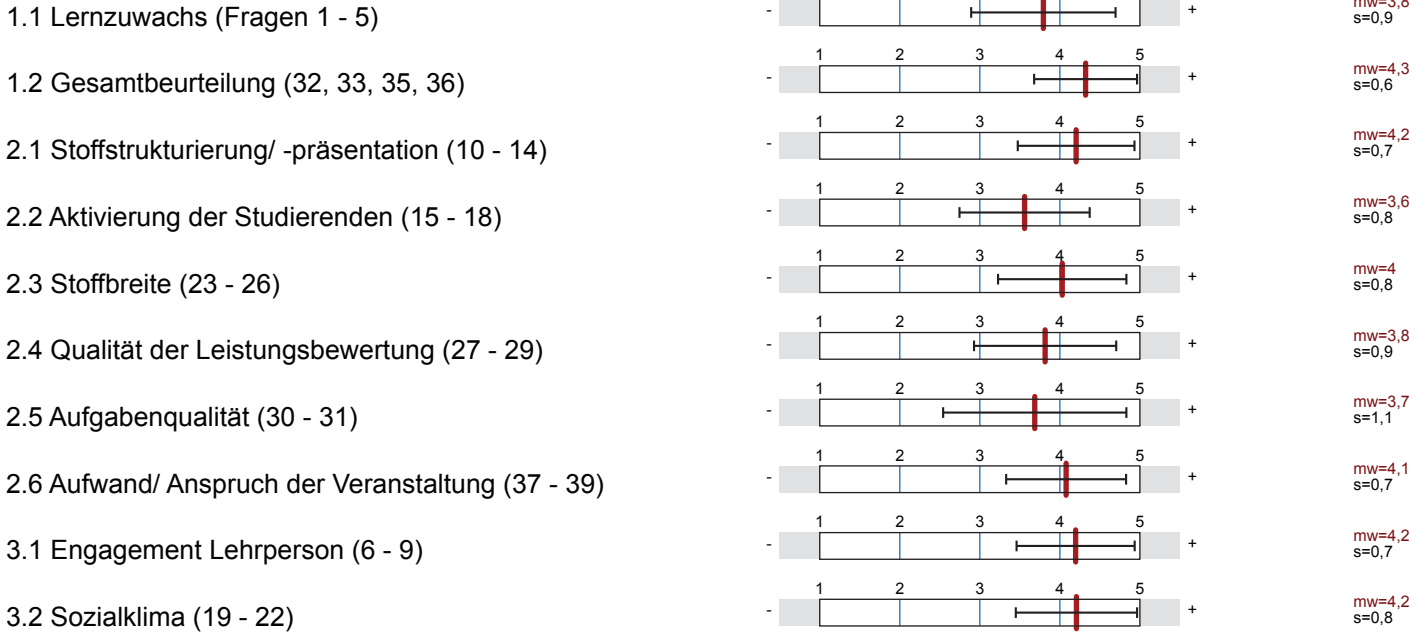 1.1 Lernzuwachs (Fragen 1 - 5) - + mw=3,8
s=0,9
1 2 3 4 5
1.2 Gesamtbeurteilung (32, 33, 35, 36) - + mw=4,3
s=0,6
1 2 3 4 5
2.1 Stoffstrukturierung/ -präsentation (10 - 14) - + mw=4,2
s=0,7
1 2 3 4 5
2.2 Aktivierung der Studierenden (15 - 18) - + mw=3,6
s=0,8
1 2 3 4 5
2.3 Stoffbreite (23 - 26) - + mw=4
s=0,8
1 2 3 4 5
2.4 Qualität der Leistungsbewertung (27 - 29) - + mw=3,8
s=0,9
1 2 3 4 5
2.5 Aufgabenqualität (30 - 31) - + mw=3,7
s=1,1
1 2 3 4 5
2.6 Aufwand/ Anspruch der Veranstaltung (37 - 39) - + mw=4,1
s=0,7
1 2 3 4 5
3.1 Engagement Lehrperson (6 - 9) - + mw=4,2
s=0,7
1 2 3 4 5
3.2 Sozialklima (19 - 22) - + mw=4,2
s=0,8